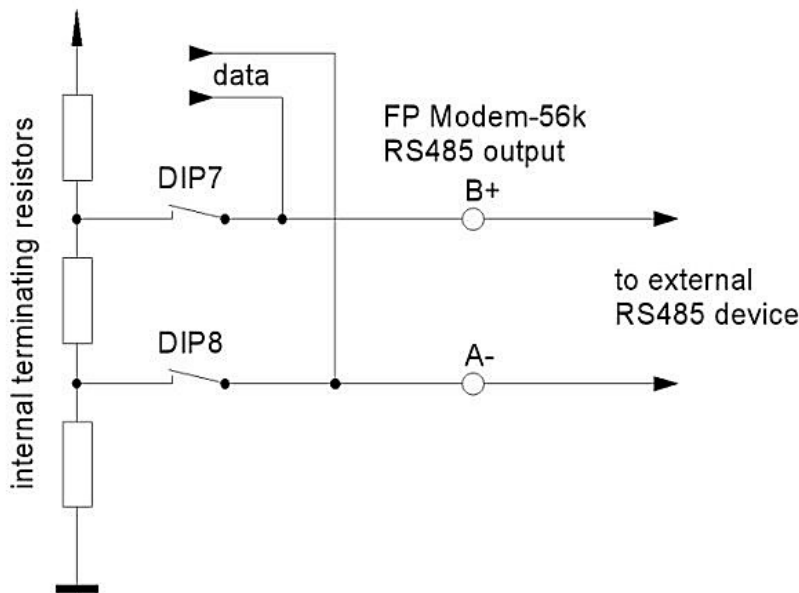 internal terminating resistors
data
FP Modem-56k
RS485 output
DIP7
B+
to external
RS485 device
DIP8
A-